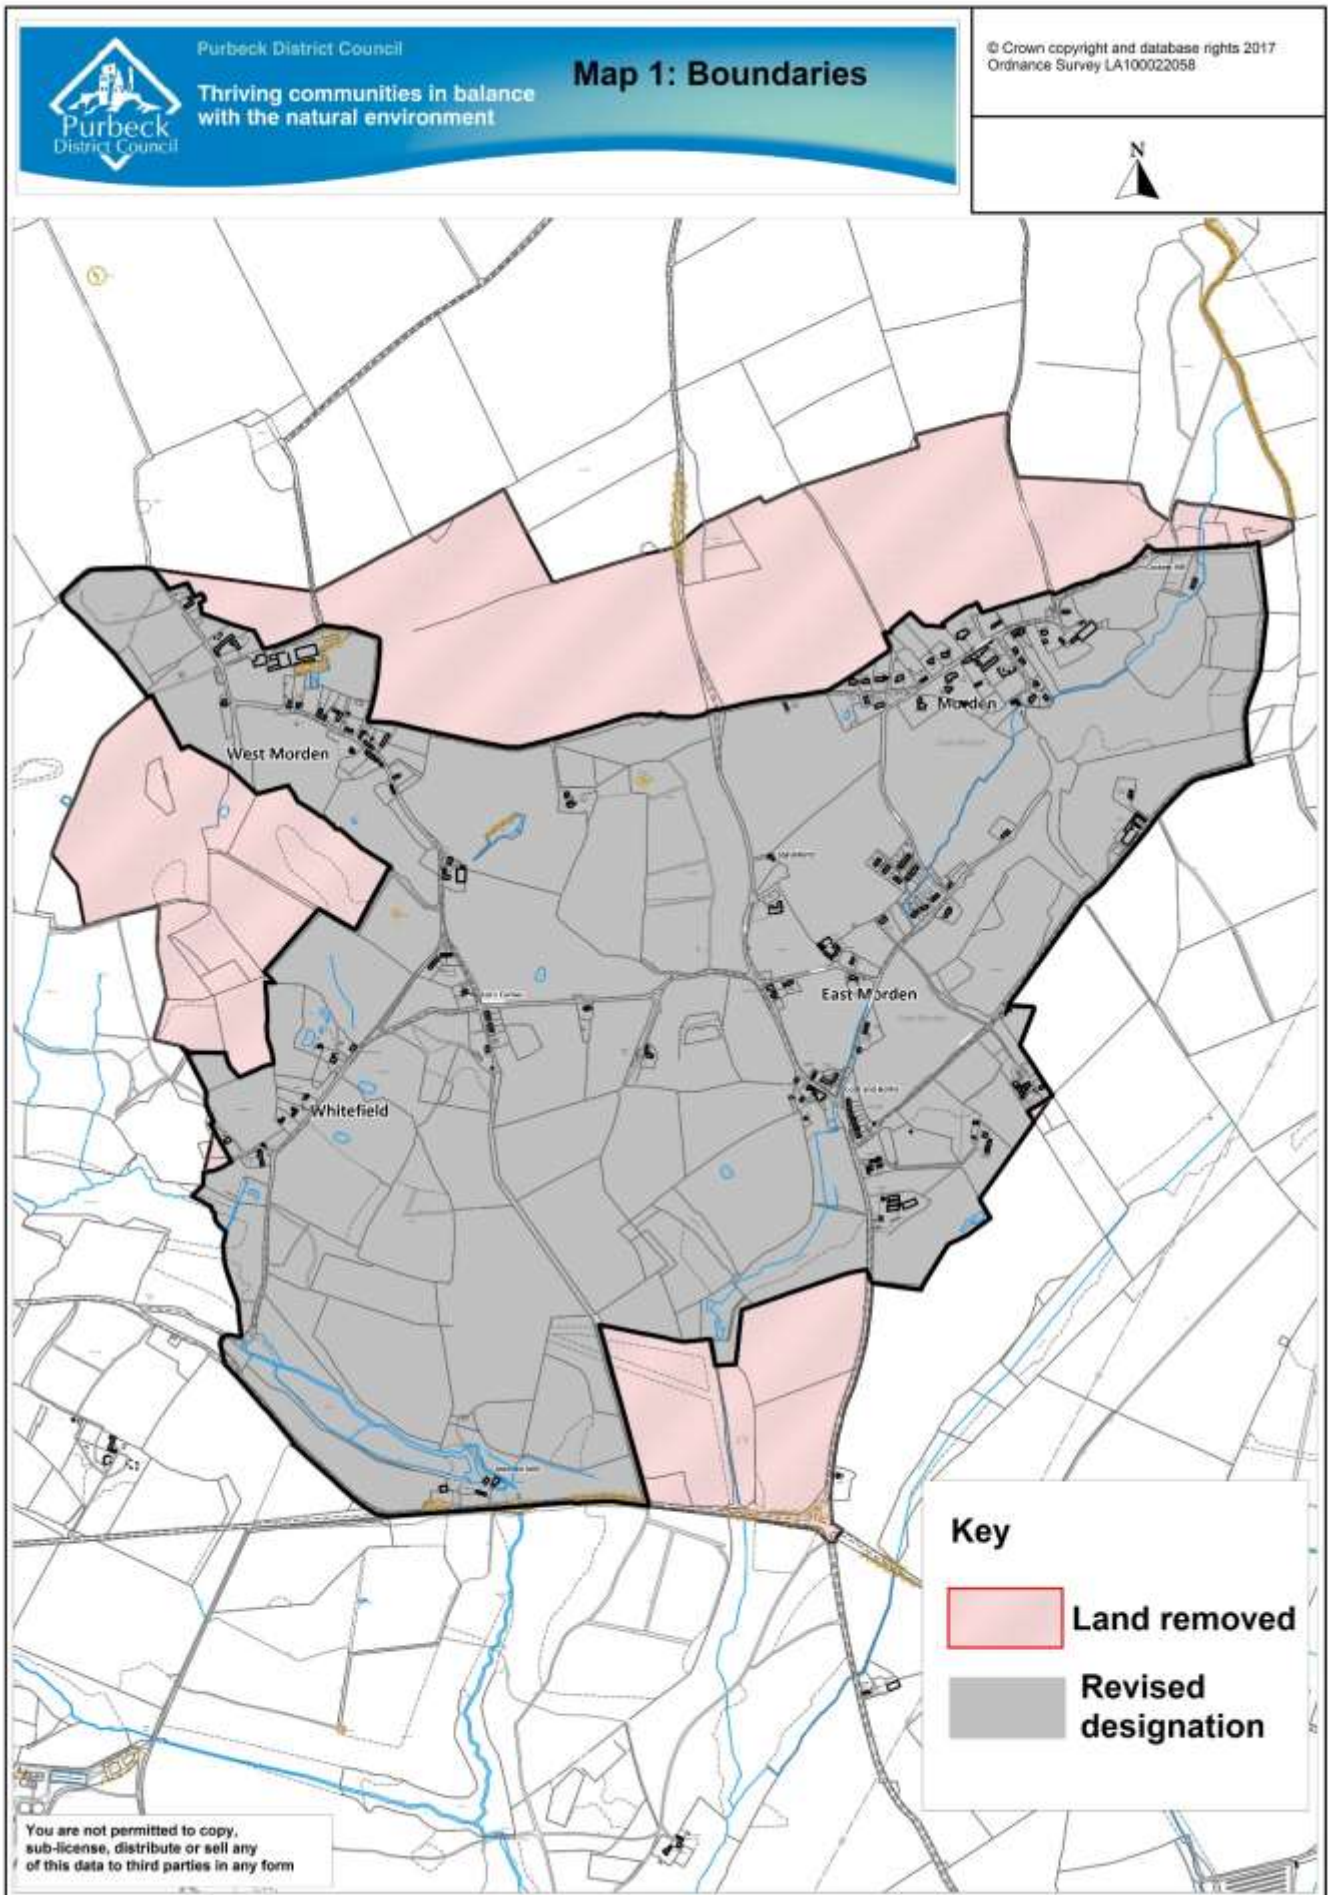 Purbeck District Council
Thriving communities in balance
with the natural environment
Purbeck
District Council
Map 1: Boundaries
© Crown copyright and database rights 2017
Ordnance Survey LA100022058
N
West Morden
Morden
East Morden
Whitefield
Key
Land removed
Revised
designation
You are not permitted to copy,
sub-license, distribute or sell any
of this data to third parties in any form